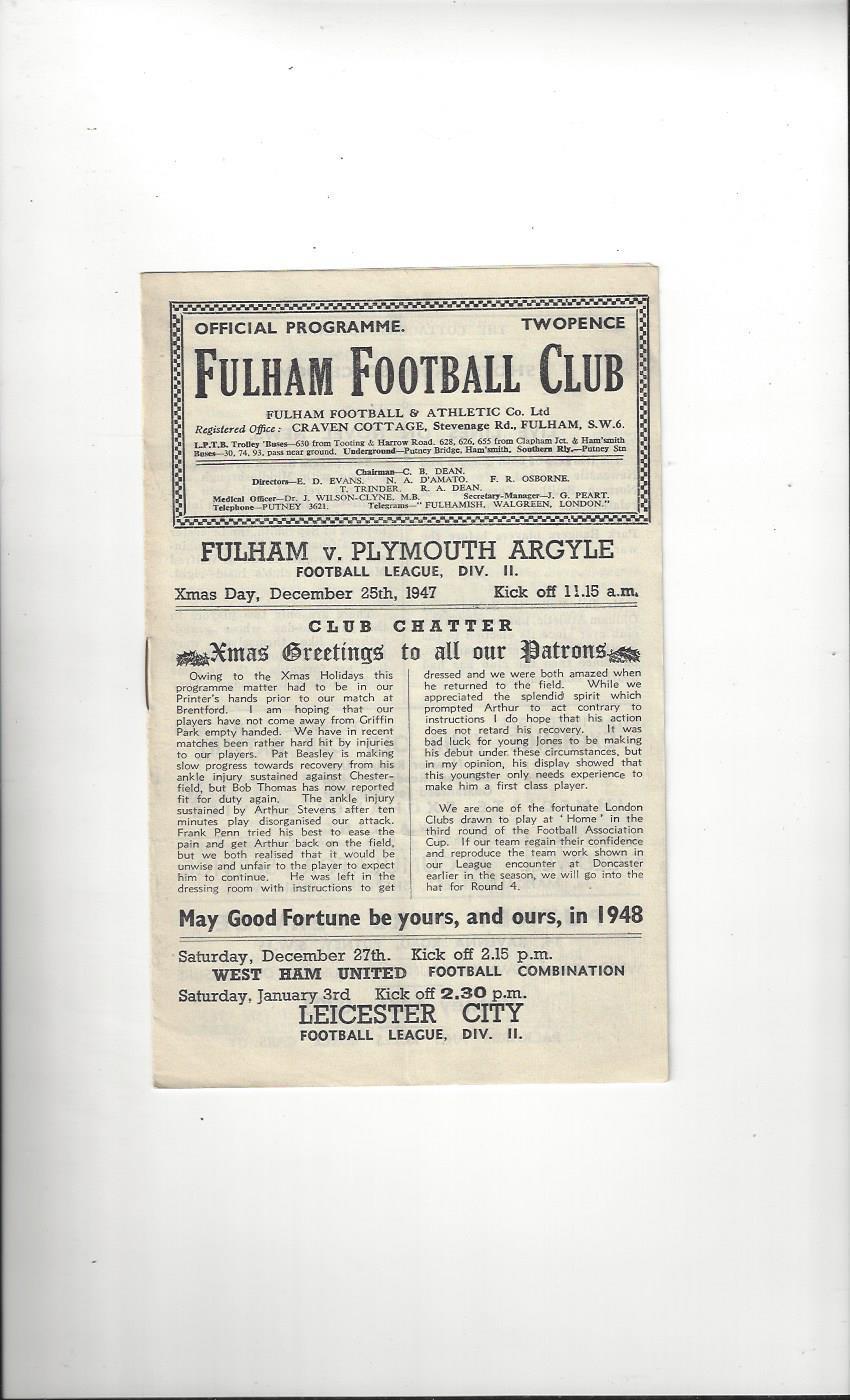 OFFICIAL PROGRAMME. TWOPENCE
FULHAM FOOTBALL CLUB
FULHAM FOOTBALL & ATHLETIC Co. Ltd
Registered Office: CRAVEN COTTAGE, Stevenage Rd., FULHAM, S.W.6.
L.P.T.B. Trolley 'Buses—630 from Tooting & Harrow Road. 628, 626, 655 from Clapham Jct. & Ham'smith
Buses—30, 74, 93, pass near ground. Underground—Putney Bridge, Ham'smith. Southern Rly.—Putney Stn
Chairman—C. B. DEAN.
Directors—E. D. EVANS. N. A. D'AMATO. F. R. OSBORNE.
T. TRINDER. R. A. DEAN.
Medical Officer—Dr. J. WILSON-CLYNE, M.B. Secretary-Manager—J. G. PEART.
Telephone—PUTNEY 3621. Telegrams—"FULHAMISH, WALGREEN, LONDON."
FULHAM v. PLYMOUTH ARGYLE
FOOTBALL LEAGUE, DIV. II.
Xmas Day, December 25th, 1947 Kick off 11.15 a.m.
CLUB CHATTER
Xmas Greetings to all our Patrons
Owing to the Xmas Holidays this
programme matter had to be in our
Printer's hands prior to our match at
Brentford. I am hoping that our
players have not come away from Griffin
Park empty handed. We have in recent
matches been rather hard hit by injuries
to our players. Pat Beasley is making
slow progress towards recovery from his
ankle injury sustained against Chester-
field, but Bob Thomas has now reported
fit for duty again. The ankle injury
sustained by Arthur Stevens after ten
minutes play disorganised our attack.
Frank Penn tried his best to ease the
pain and get Arthur back on the field,
but we both realised that it would be
unwise and unfair to the player to expect
him to continue. He was left in the
dressing room with instructions to get
dressed and we were both amazed when
he returned to the field. While we
appreciated the splendid spirit which
prompted Arthur to act contrary to
instructions I do hope that his action
does not retard his recovery. It was
bad luck for young Jones to be making
his debut under these circumstances, but
in my opinion, his display showed that
this youngster only needs experience to
make him a first class player.
We are one of the fortunate London
Clubs drawn to play at 'Home' in the
third round of the Football Association
Cup. If our team regain their confidence
and reproduce the team work shown in
our League encounter at Doncaster
earlier in the season, we will go into the
hat for Round 4.
May Good Fortune be yours, and ours, in 1948
Saturday, December 27th. Kick off 2.15 p.m.
WEST HAM UNITED FOOTBALL COMBINATION
Saturday, January 3rd Kick off 2.30 p.m.
LEICESTER CITY
FOOTBALL LEAGUE, DIV. II.